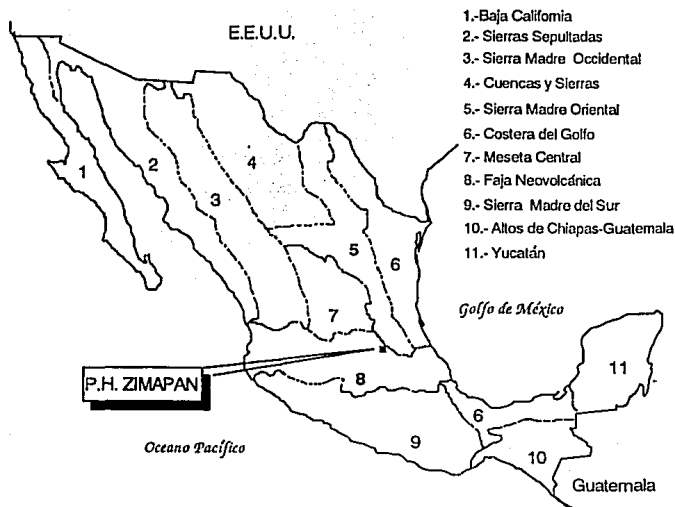 E.E.U.U.
1.-Baja California
2.- Sierras Sepultadas
3.- Sierra Madre Occidental
4.- Cuencas y Sierras
5.- Sierra Madre Oriental
6.- Costera del Golfo
7.- Meseta Central
8.- Faja Neovolcánica
9.- Sierra Madre del Sur
10.- Altos de Chiapas-Guatemala
11.- Yucatán
1
2
3
4
5
6
7
Golfo de México
P.H. ZIMAPAN
8
11
6
Oceano Pacífico
9
10
Guatemala